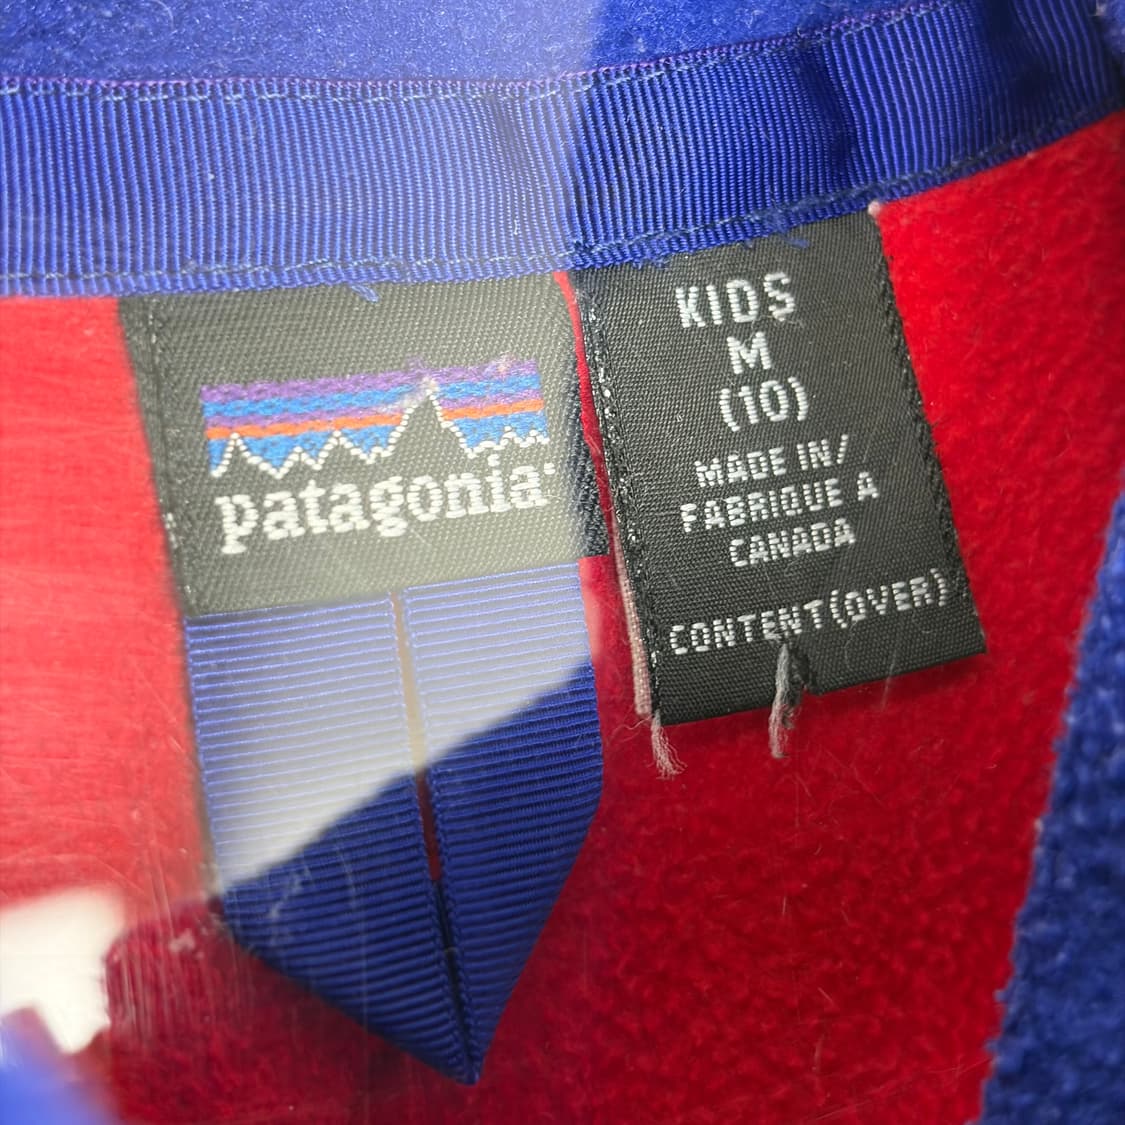 patagonia
KIDS
M
(10)
MADE IN/
FABRIQUE A
CANADA
CONTENT(OVER)